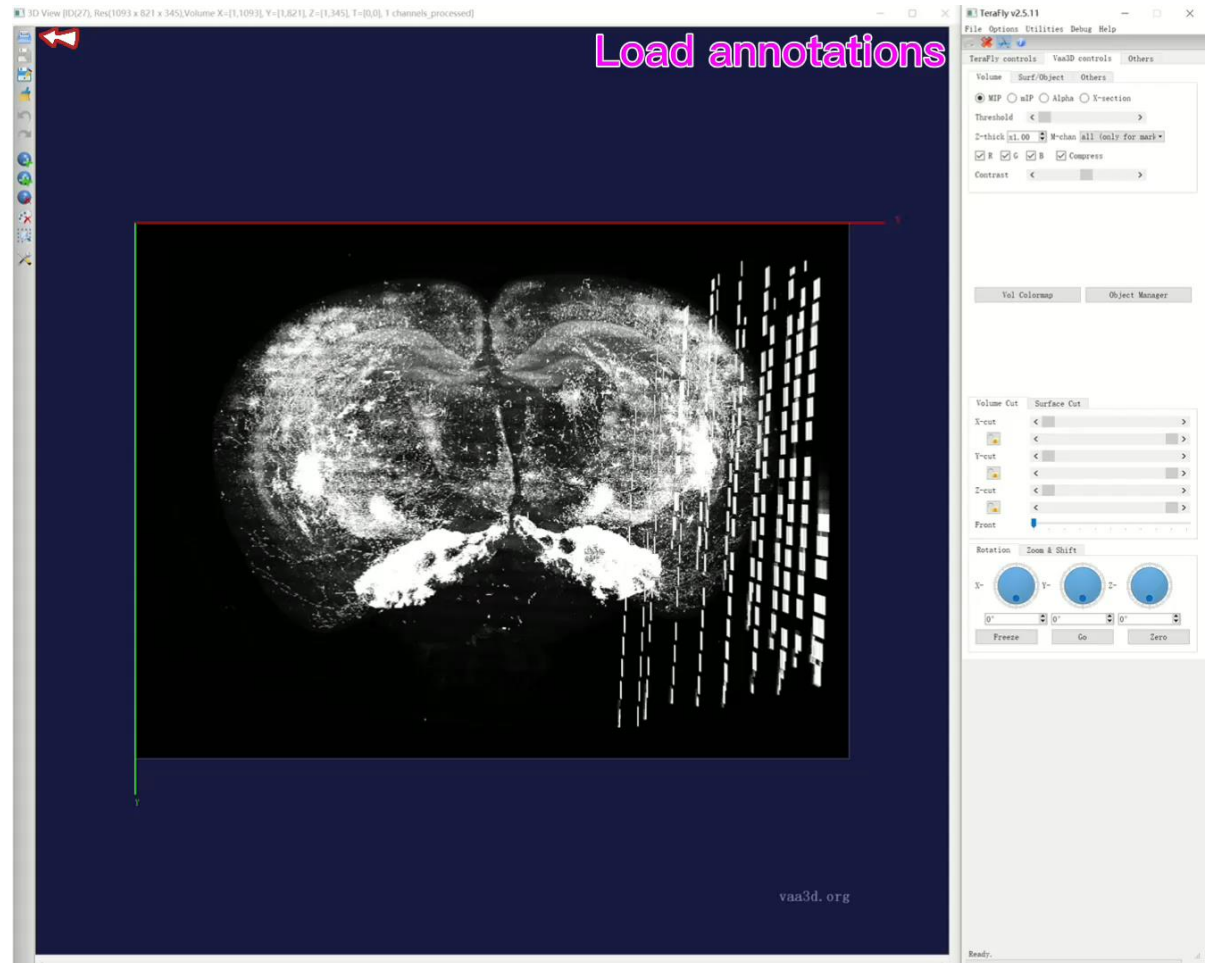 3D View [ID(27), Res(1093 x 821 x 345),Volume X=[1,1093], Y=[1,821], Z=[1,345], T=[0,0], 1 channels_processed]
Load annotations
X
Y
vaa3d.org
TeraFly v2.5.11
File Options Utilities Debug Help
TeraFly controls Vaa3D controls Others
Volume Surf/Object Others
MIP mIP Alpha X-section
Threshold
Z-thick x1.00 M-chan all (only for mark
R G B Compress
Contrast
Vol Colormap Object Manager
Volume Cut Surface Cut
X-cut
Y-cut
Z-cut
Front
Rotation Zoom & Shift
X- Y- Z-
0° 0° 0°
Freeze Go Zero
Ready.